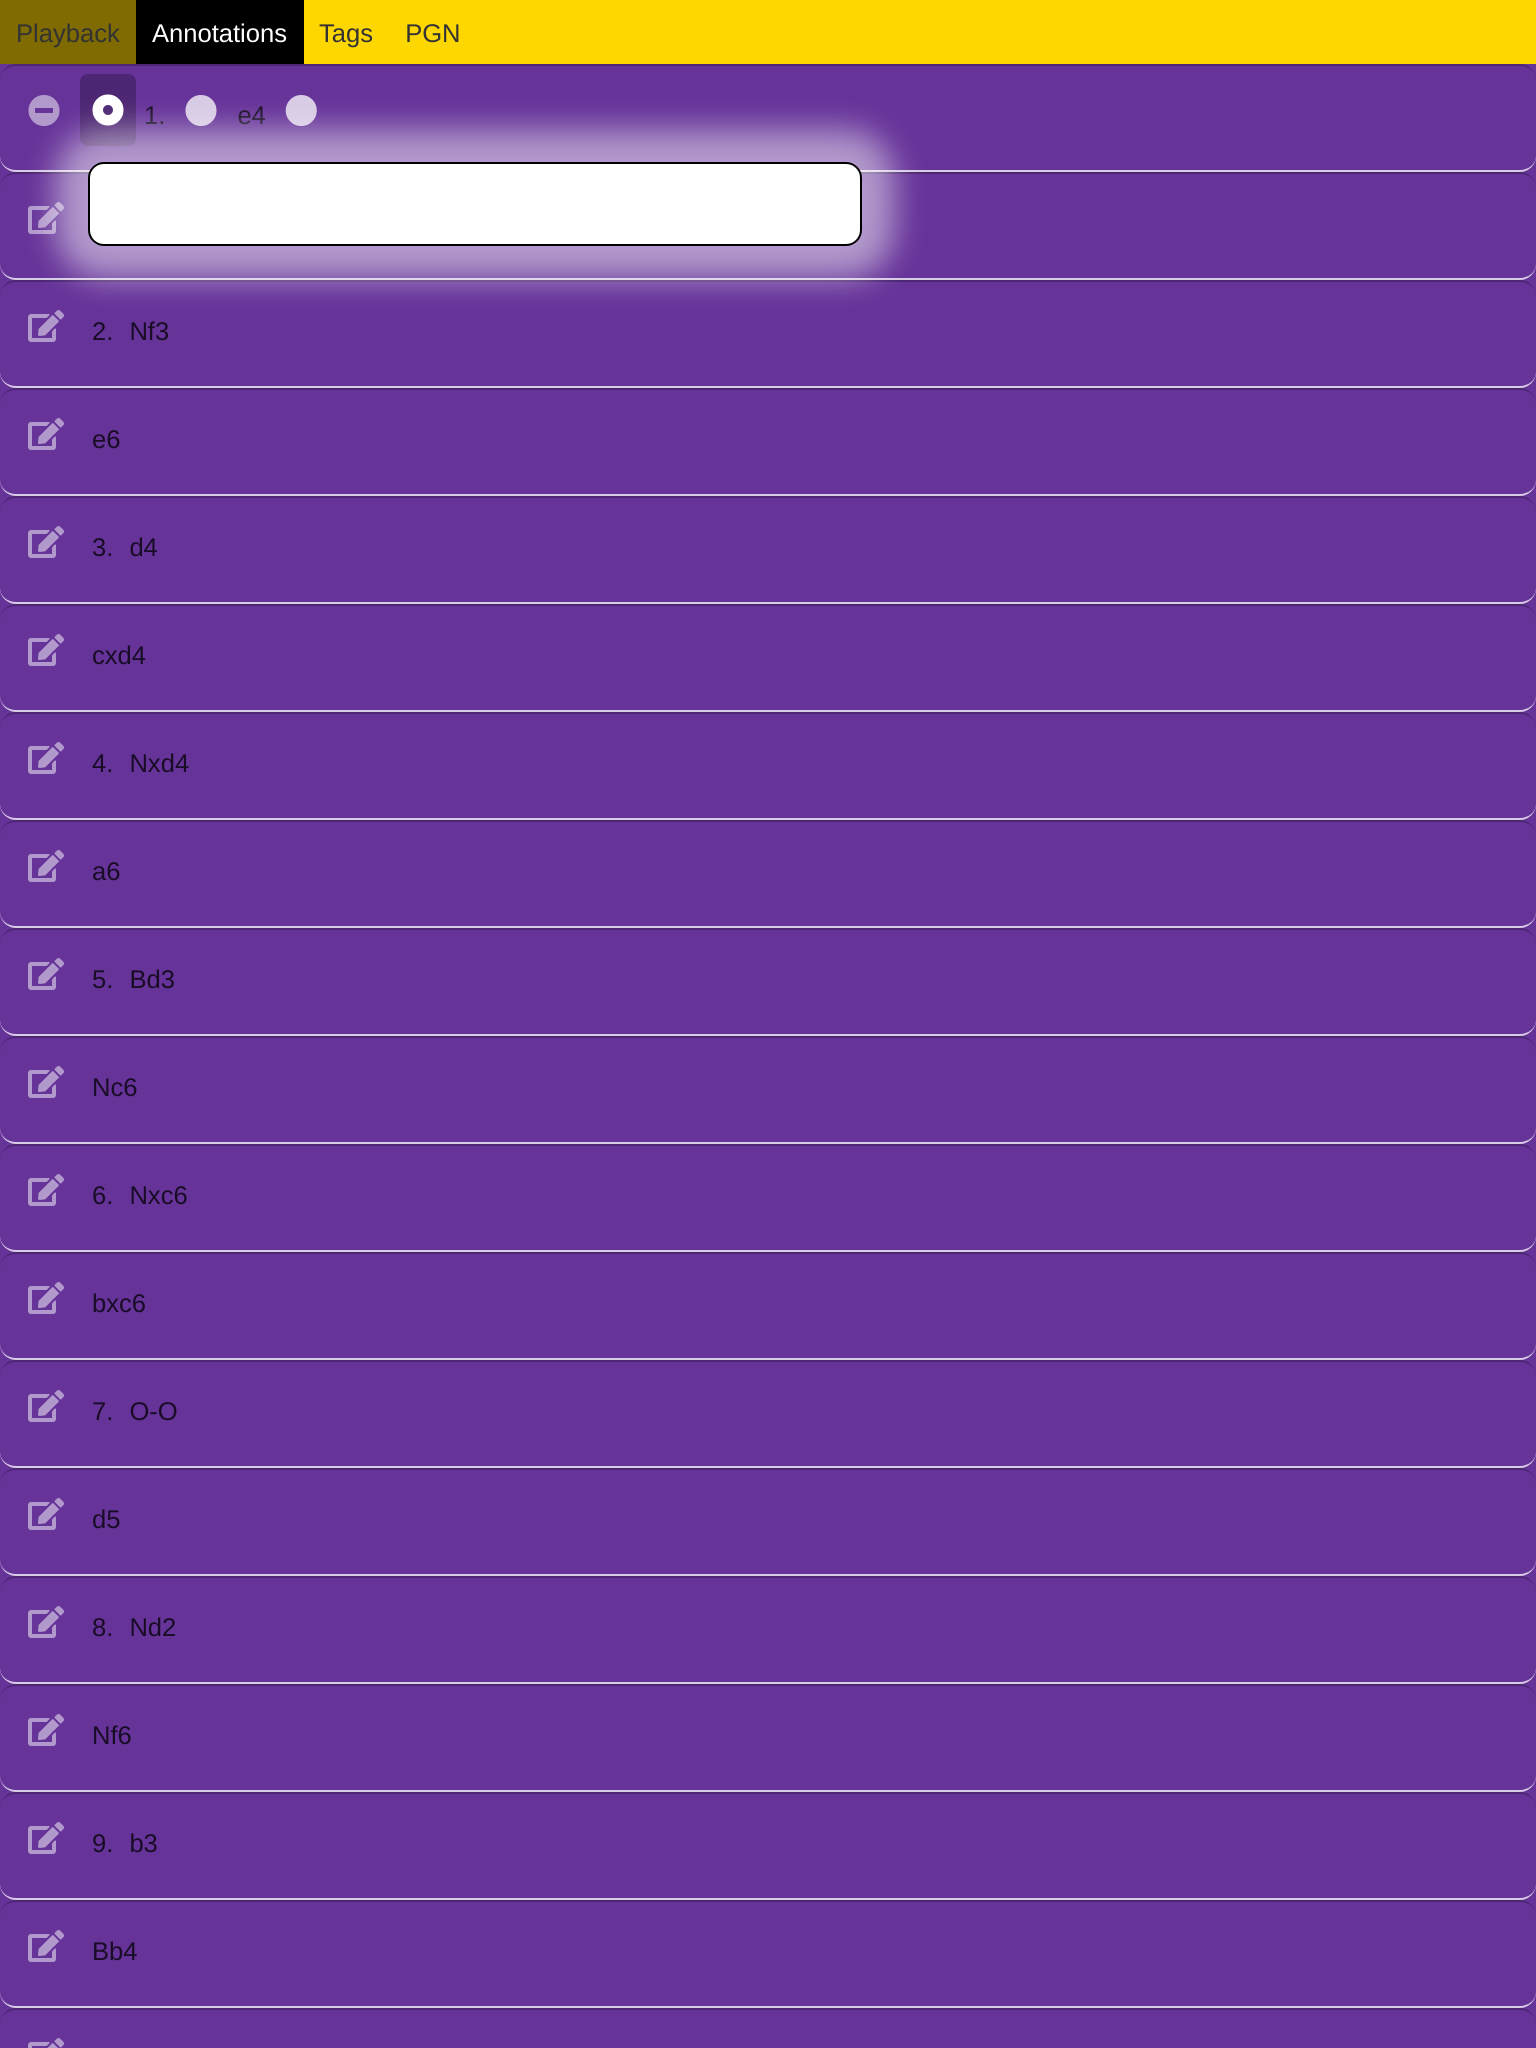 Playback Annotations Tags PGN
1. e4
2. Nf3
e6
3. d4
cxd4
4. Nxd4
a6
5. Bd3
Nc6
6. Nxc6
bxc6
7. O-O
d5
8. Nd2
Nf6
9. b3
Bb4